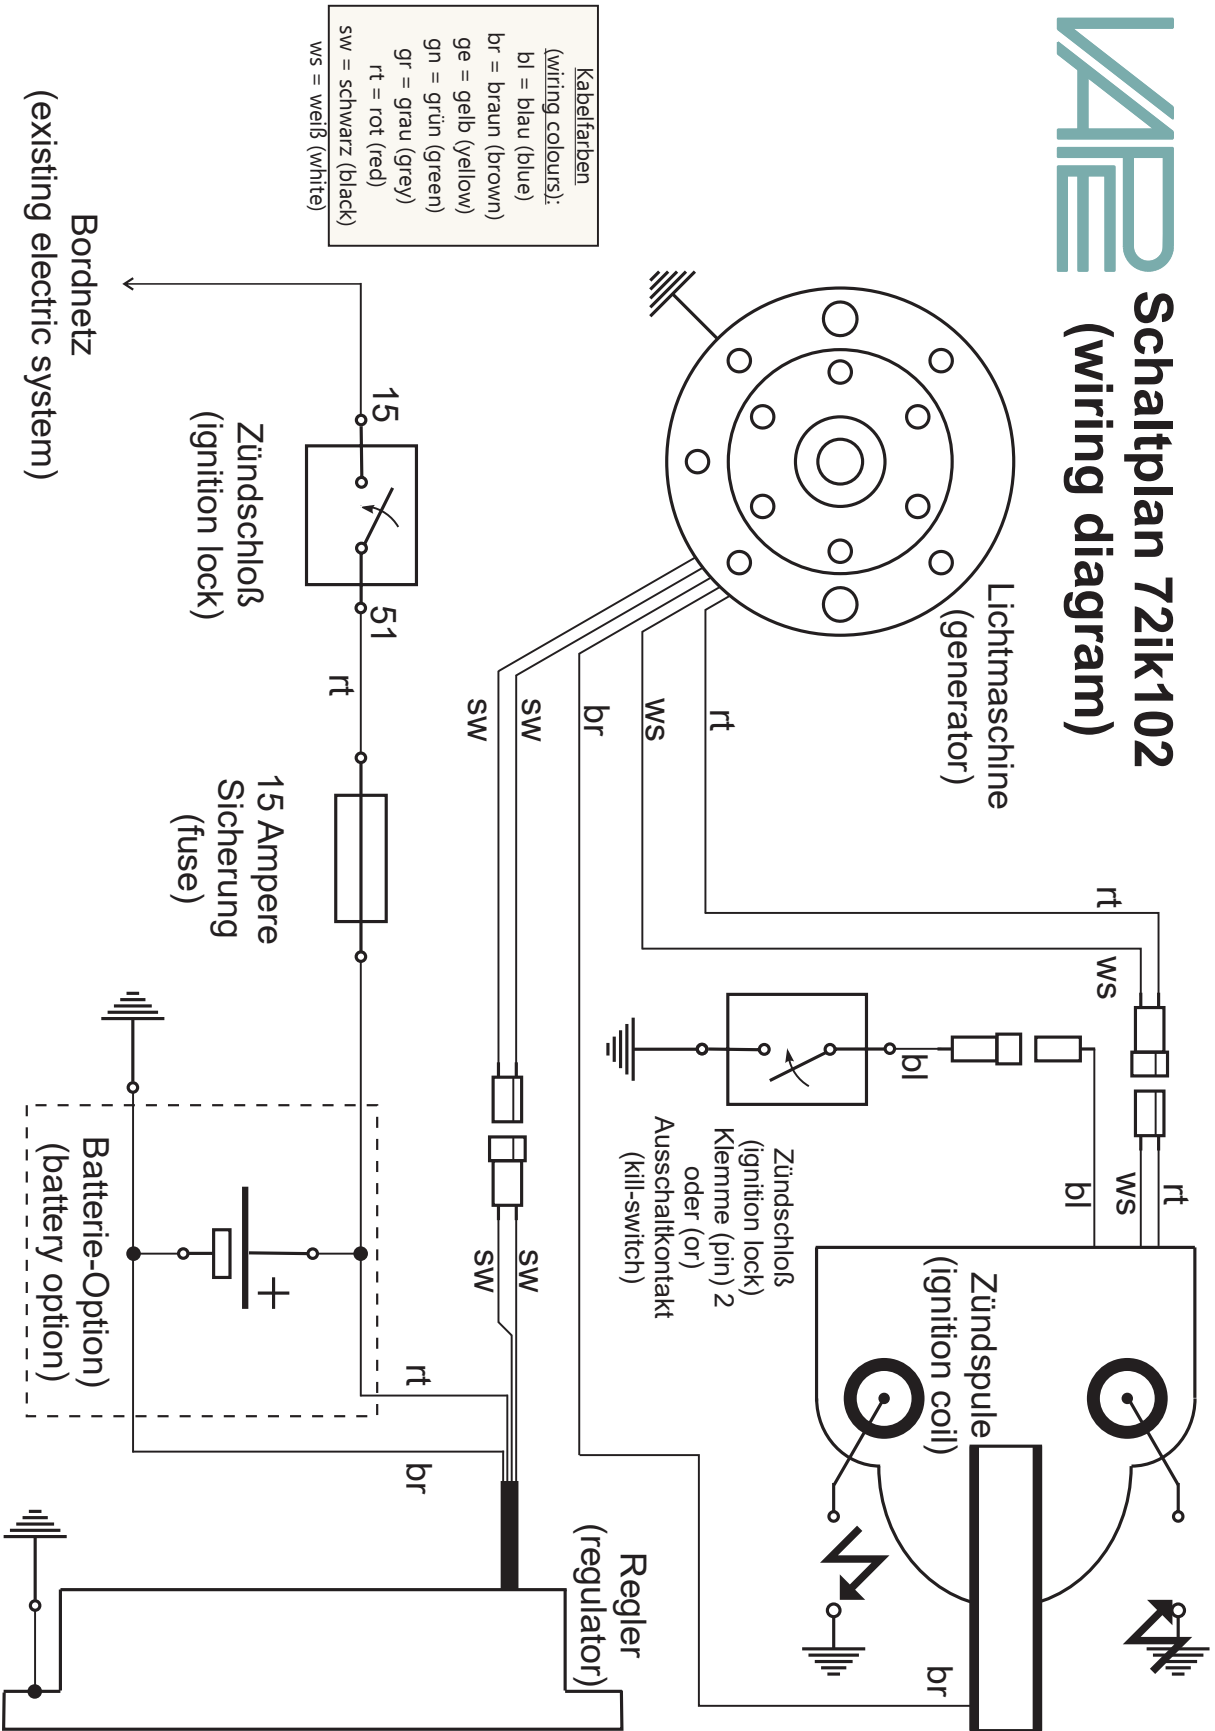 VAPE
Schaltplan 72ik102
(wiring diagram)
Kabelfarben
(wiring colours):
bl = blau (blue)
br = braun (brown)
ge = gelb (yellow)
gn = grün (green)
gr = grau (grey)
rt = rot (red)
sw = schwarz (black)
ws = weiß (white)
Lichtmaschine
(generator)
rt
ws
br
sw
sw
rt
ws
rt
ws
bl
bl
Zündspule
(ignition coil)
Zündschloß
(ignition lock)
Klemme (pin) 2
oder (or)
Ausschaltkontakt
(kill-switch)
br
sw
sw
Regler
(regulator)
15
51
rt
Zündschloß
(ignition lock)
15 Ampere
Sicherung
(fuse)
+
rt
br
Batterie-Option)
(battery option)
Bordnetz
(existing electric system)